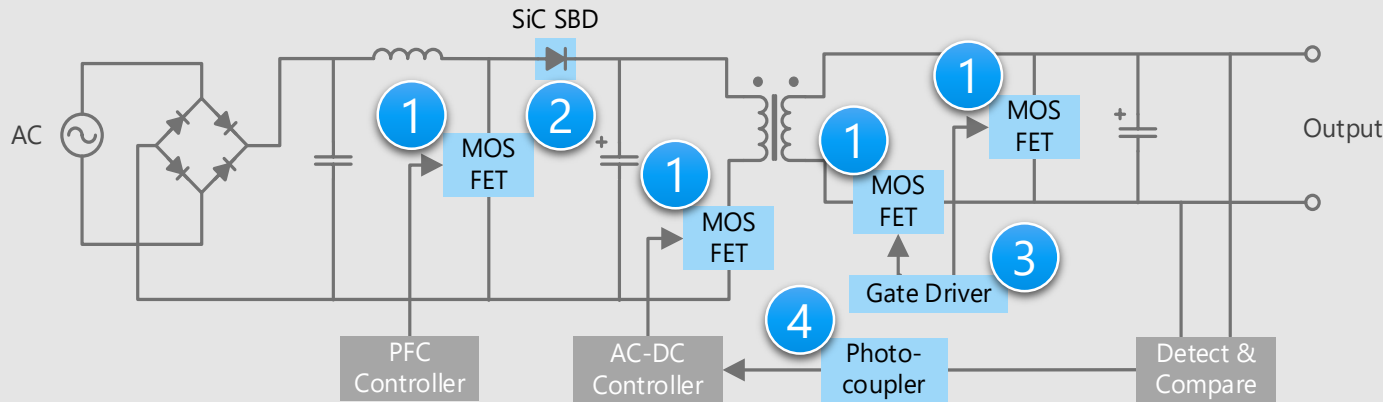 SiC SBD
AC
1
MOS
FET
2
1
MOS
FET
1
MOS
FET
1
MOS
FET
Output
3
Gate Driver
4
PFC
Controller
AC-DC
Controller
Photo-
coupler
Detect &
Compare
+
+